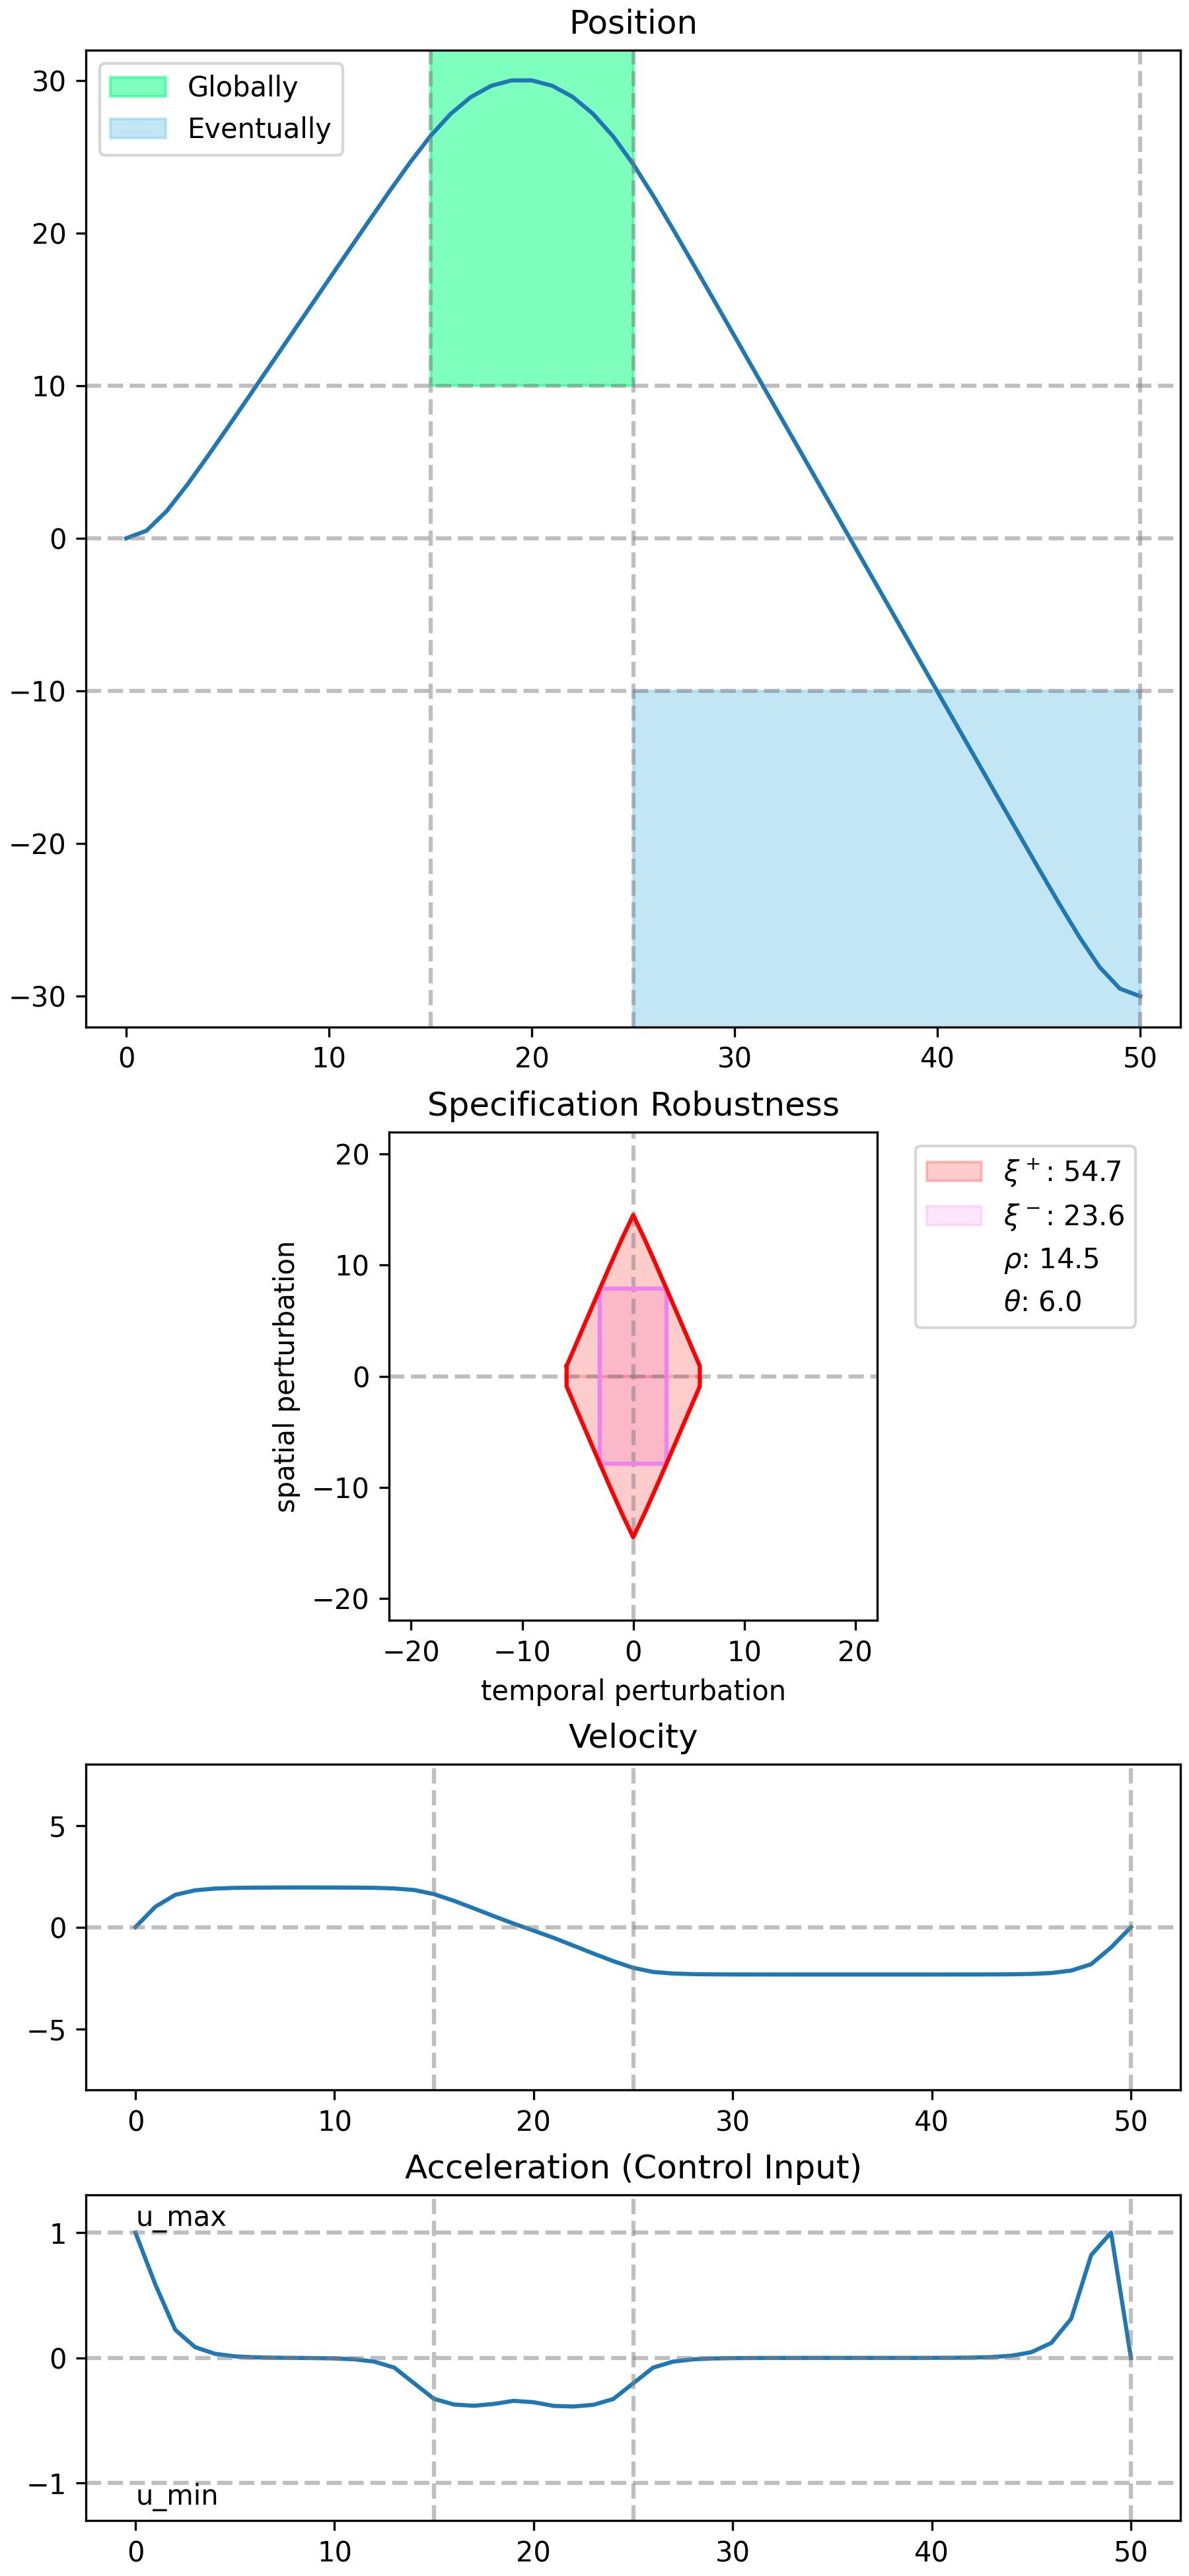 Position
Globally
Eventually
30
20
10
0
−10
−20
−30
0 10 20 30 40 50
Specification Robustness
ξ⁺: 54.7
ξ⁻: 23.6
ρ: 14.5
θ: 6.0
spatial perturbation
20
10
0
−10
−20
−20 −10 0 10 20
temporal perturbation
Velocity
5
0
−5
0 10 20 30 40 50
Acceleration (Control Input)
u_max
1
0
−1
u_min
0 10 20 30 40 50